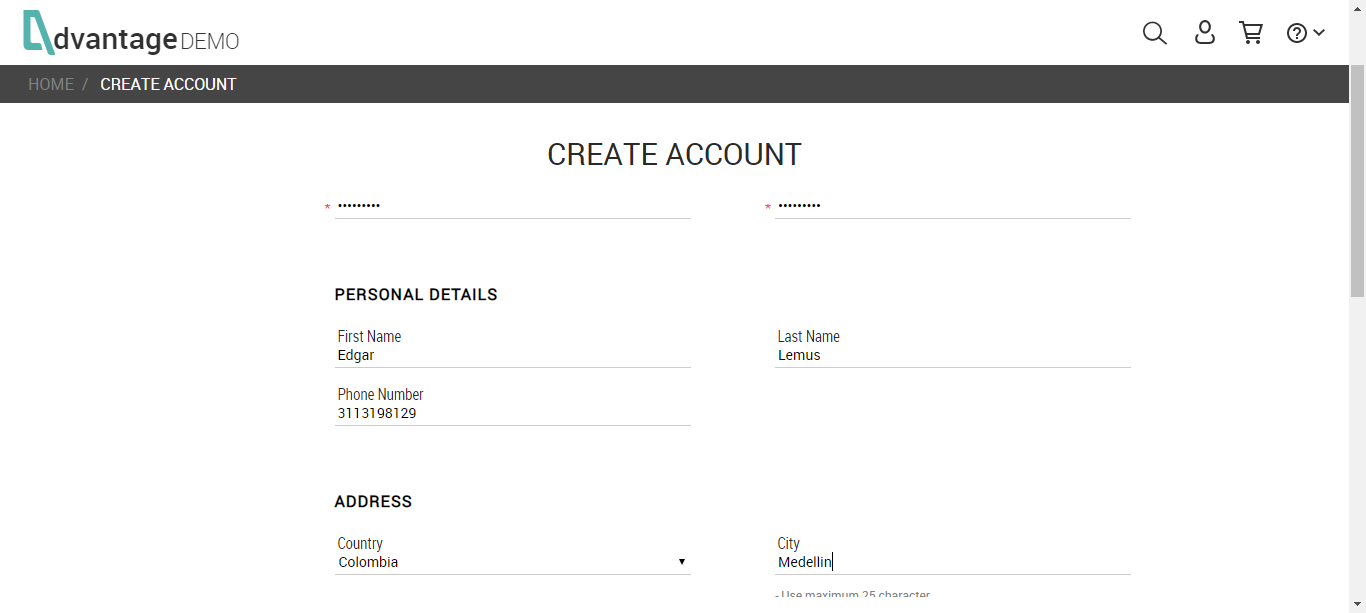 dvantage DEMO
HOME / CREATE ACCOUNT
CREATE ACCOUNT
* ••••••••• * •••••••••
PERSONAL DETAILS
First Name Last Name
Edgar Lemus
Phone Number
3113198129
ADDRESS
Country City
Colombia Medellin
- Use maximum 25 character